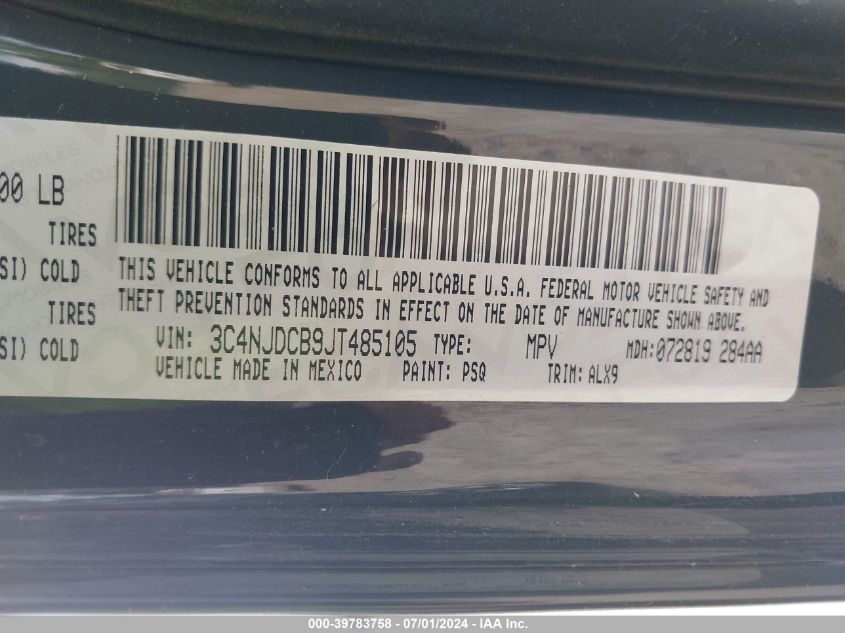 00 LB
TIRES
SI) COLD
TIRES
SI) COLD
THIS VEHICLE CONFORMS TO ALL APPLICABLE U.S.A. FEDERAL MOTOR VEHICLE SAFETY AND
THEFT PREVENTION STANDARDS IN EFFECT ON THE DATE OF MANUFACTURE SHOWN ABOVE.
VIN: 3C4NJDCB9JT485105 TYPE: MPV MDH:072819 284AA
VEHICLE MADE IN MEXICO PAINT: PSQ TRIM: ALX9
000-39783758 - 07/01/2024 - IAA Inc.